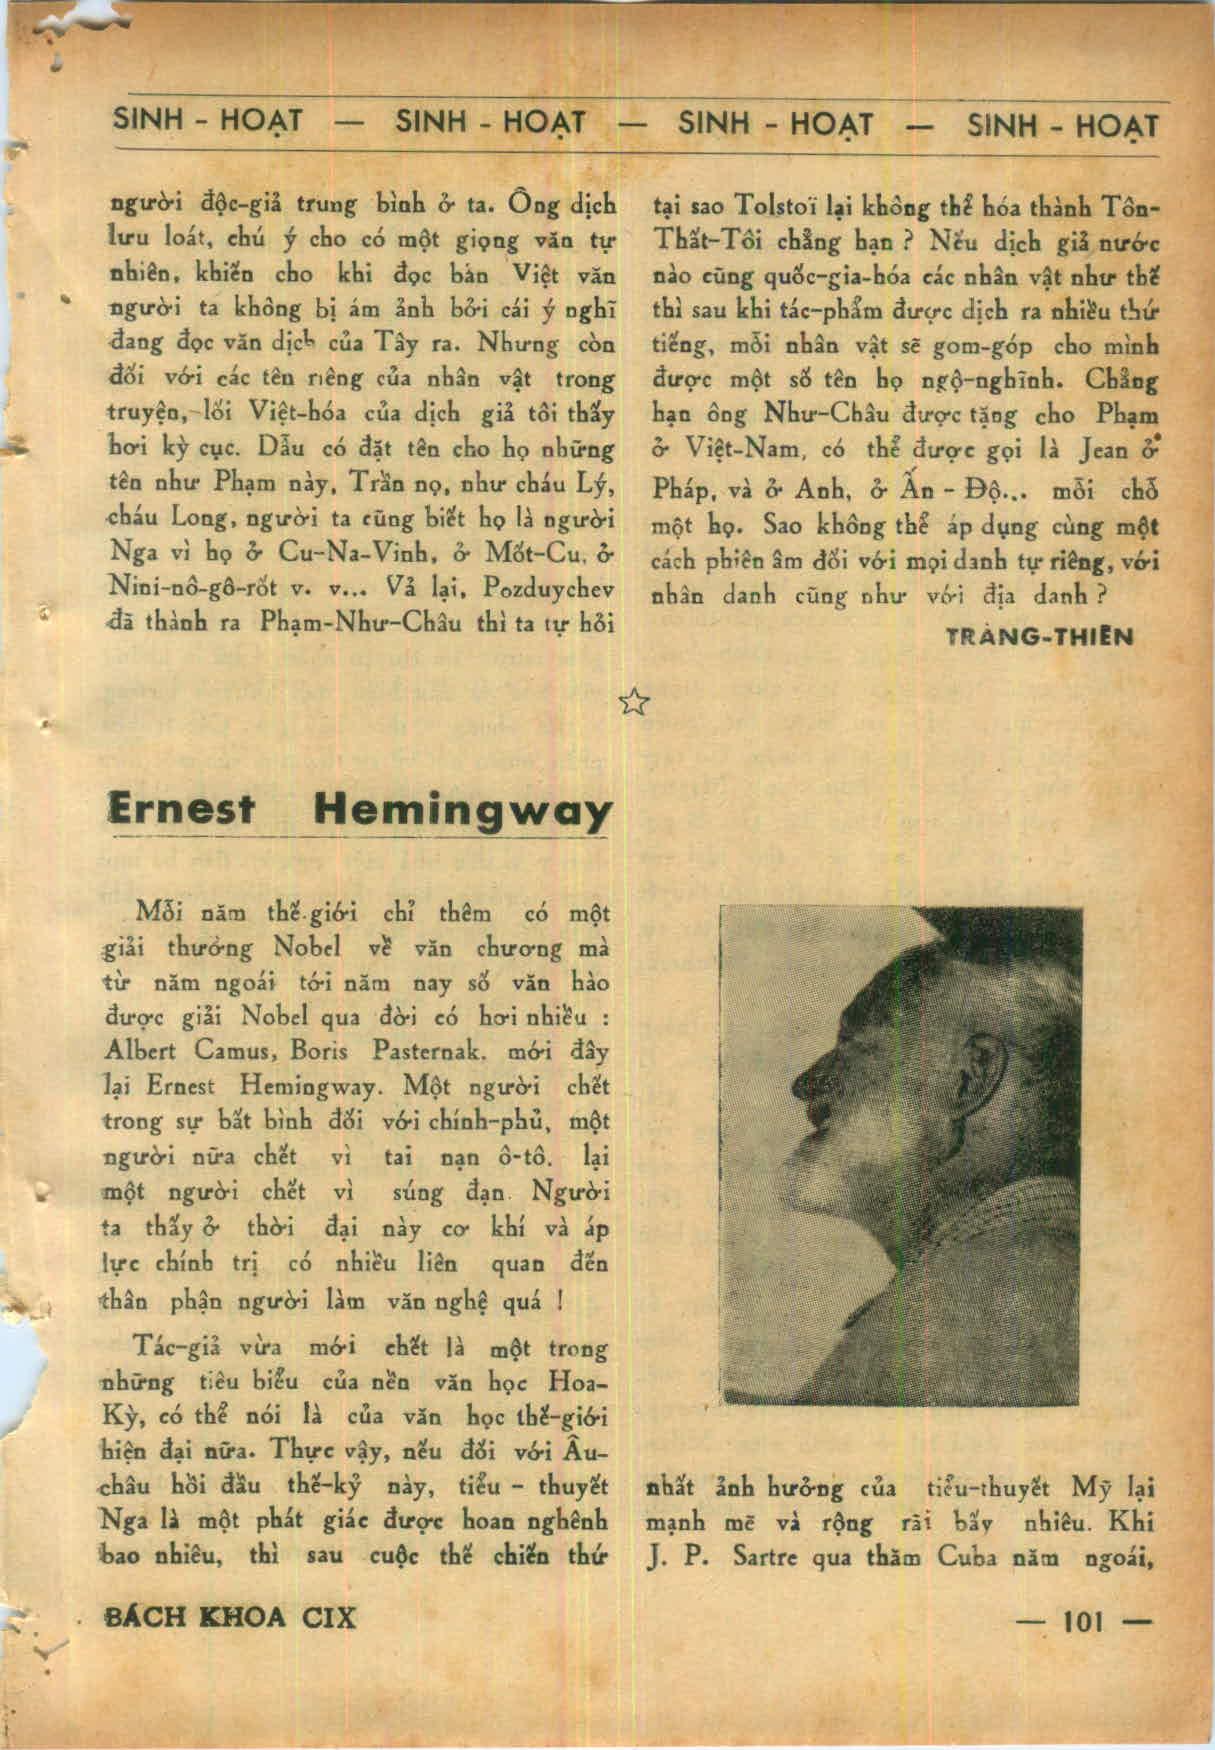 SINH - HOẠT — SINH - HOẠT — SINH - HOẠT — SINH - HOẠT
người độc-giả trung bình ở ta. Ông dịch
lưu loát, chú ý cho có một giọng văn tự
nhiên, khiến cho khi đọc bản Việt văn
người ta không bị ám ảnh bởi cái ý nghĩ
đang đọc văn dịch của Tây ra. Nhưng còn
đối với các tên riêng của nhân vật trong
truyện, lối Việt-hóa của dịch giả tôi thấy
hơi kỳ cục. Dẫu có đặt tên cho họ những
tên như Phạm này, Trần nọ, như cháu Lý,
cháu Long, người ta cũng biết họ là người
Nga vì họ ở Cu-Na-Vinh, ở Mốt-Cu, ở
Nini-nô-gô-rốt v. v... Vả lại, Pozduychev
đã thành ra Phạm-Như-Châu thì ta tự hỏi
tại sao Tolstoï lại không thể hóa thành Tôn-
Thất-Tôi chẳng hạn ? Nếu dịch giả nước
nào cũng quốc-gia-hóa các nhân vật như thế
thì sau khi tác-phẩm được dịch ra nhiều thứ
tiếng, mỗi nhân vật sẽ gom-góp cho mình
được một số tên họ ngộ-nghĩnh. Chẳng
hạn ông Như-Châu được tặng cho Phạm
ở Việt-Nam, có thể được gọi là Jean ở
Pháp, và ở Anh, ở Ấn - Độ... mỗi chỗ
một họ. Sao không thể áp dụng cùng một
cách phiên âm đối với mọi danh tự riêng, với
nhân danh cũng như với địa danh ?
TRÀNG-THIÊN
Ernest Hemingway
Mỗi năm thế-giới chỉ thêm có một
giải thưởng Nobel về văn chương mà
từ năm ngoái tới năm nay số văn hào
được giải Nobel qua đời có hơi nhiều :
Albert Camus, Boris Pasternak, mới đây
lại Ernest Hemingway. Một người chết
trong sự bất bình đối với chính-phủ, một
người nữa chết vì tai nạn ô-tô, lại
một người chết vì súng đạn. Người
ta thấy ở thời đại này cơ khí và áp
lực chính trị có nhiều liên quan đến
thân phận người làm văn nghệ quá !
Tác-giả vừa mới chết là một trong
những tiêu biểu của nền văn học Hoa-
Kỳ, có thể nói là của văn học thế-giới
hiện đại nữa. Thực vậy, nếu đối với Âu-
châu hồi đầu thế-kỷ này, tiểu - thuyết
Nga là một phát giác được hoan nghênh
bao nhiêu, thì sau cuộc thế chiến thứ
nhất ảnh hưởng của tiểu-thuyết Mỹ lại
mạnh mẽ và rộng rãi bấy nhiêu. Khi
J. P. Sartre qua thăm Cuba năm ngoái,
BÁCH KHOA CIX
— 101 —